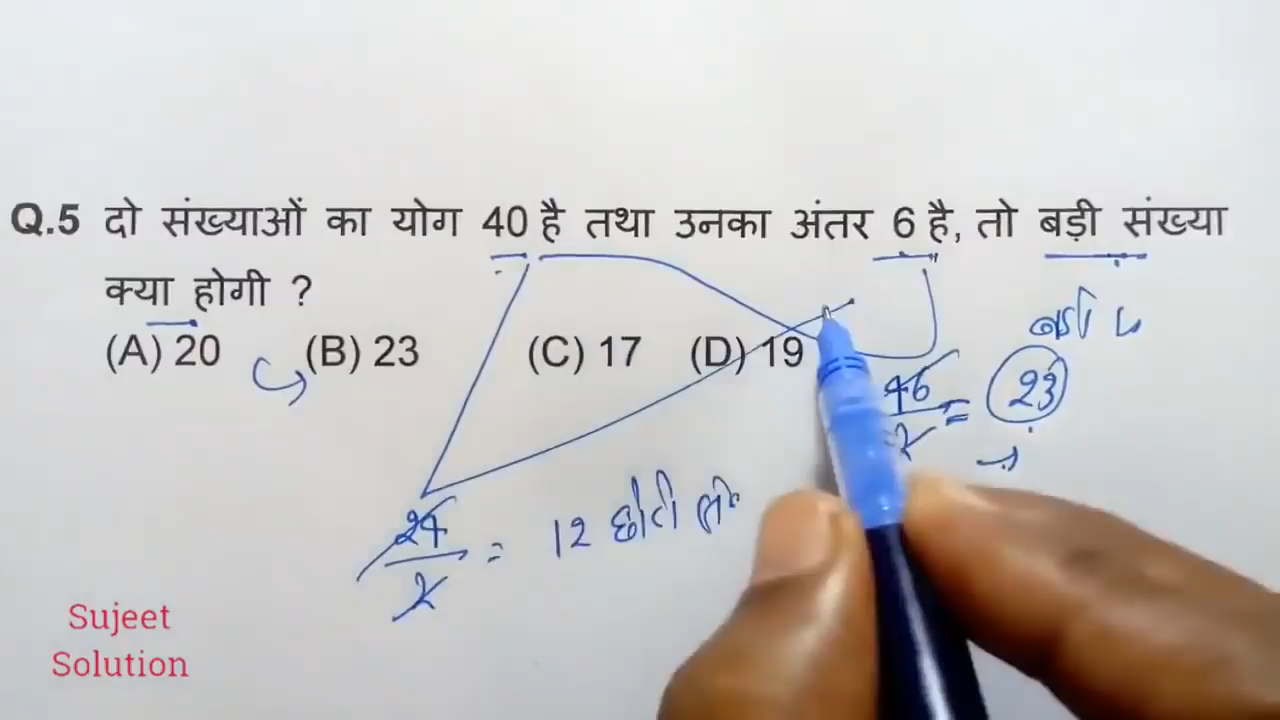 Q.5 दो संख्याओं का योग 40 है तथा उनका अंतर 6 है, तो बड़ी संख्या
क्या होगी ?
(A) 20 (B) 23 (C) 17 (D) 19
बड़ी
46
2
= 23
24
2
= 12 छोटी
Sujeet
Solution